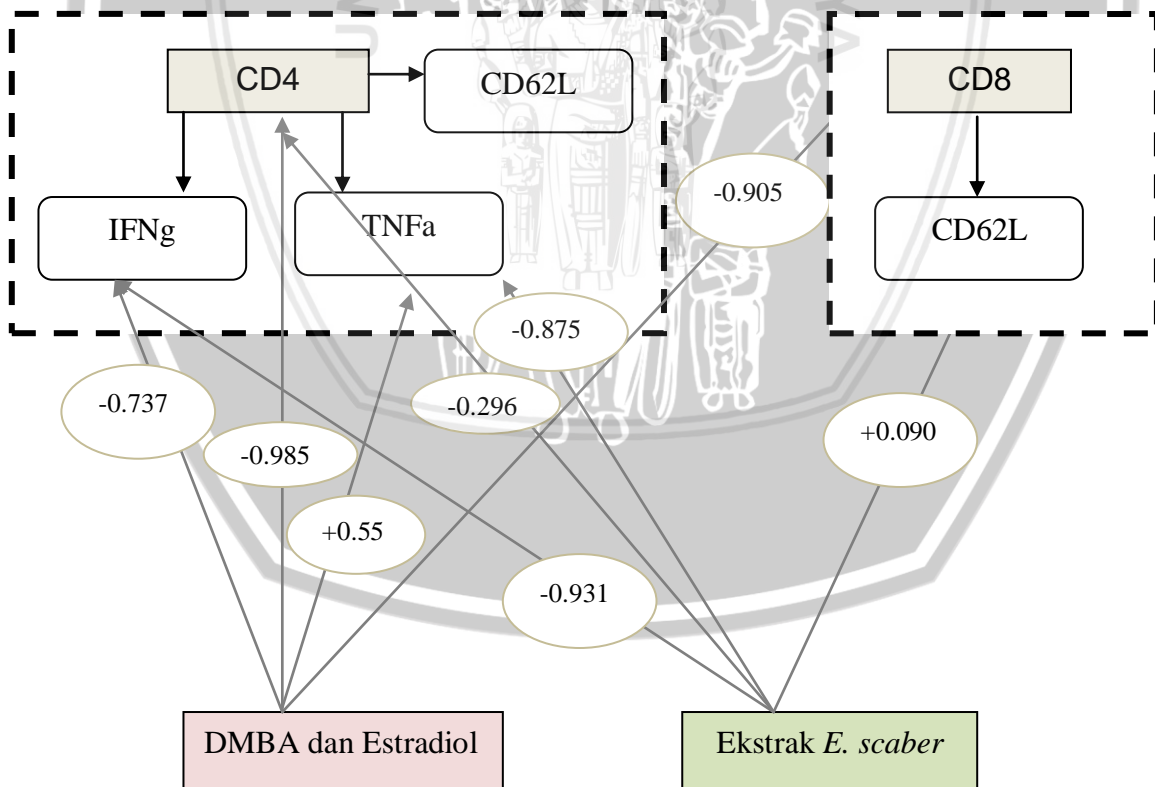 CD4
CD62L
CD8
IFNg
TNFa
-0.905
CD62L
-0.875
-0.737
-0.296
+0.090
-0.985
+0.55
-0.931
DMBA dan Estradiol
Ekstrak E. scaber